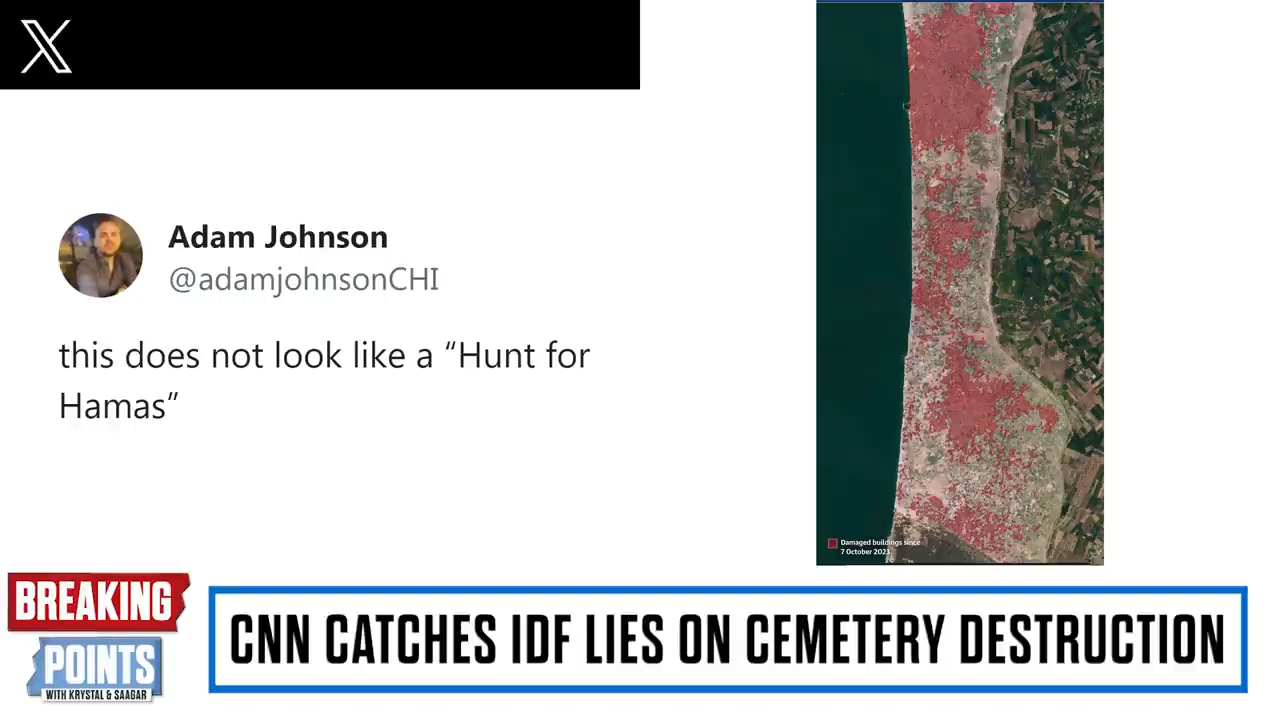 Adam Johnson
@adamjohnsonCHI
this does not look like a “Hunt for
Hamas”
Damaged buildings since
7 October 2023
BREAKING
POINTS
WITH KRYSTAL & SAAGAR
CNN CATCHES IDF LIES ON CEMETERY DESTRUCTION